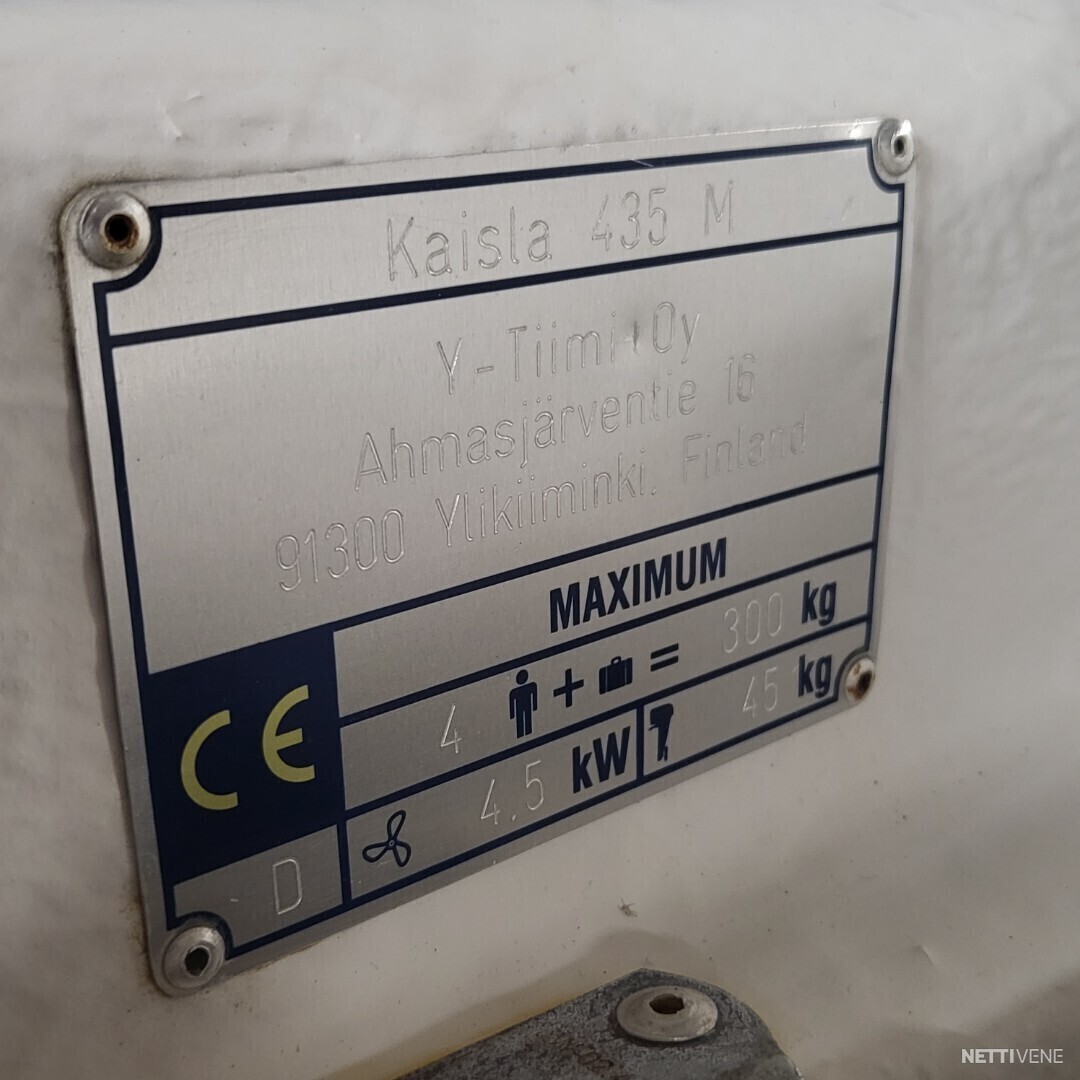 Kaisla 435 M
Y-Tiimi Oy
Ahmasjärventie 16
91300 Ylikiiminki. Finland
MAXIMUM
4 + = 300 kg
4.5 kW 45 kg
CE
D
NETTIVENE